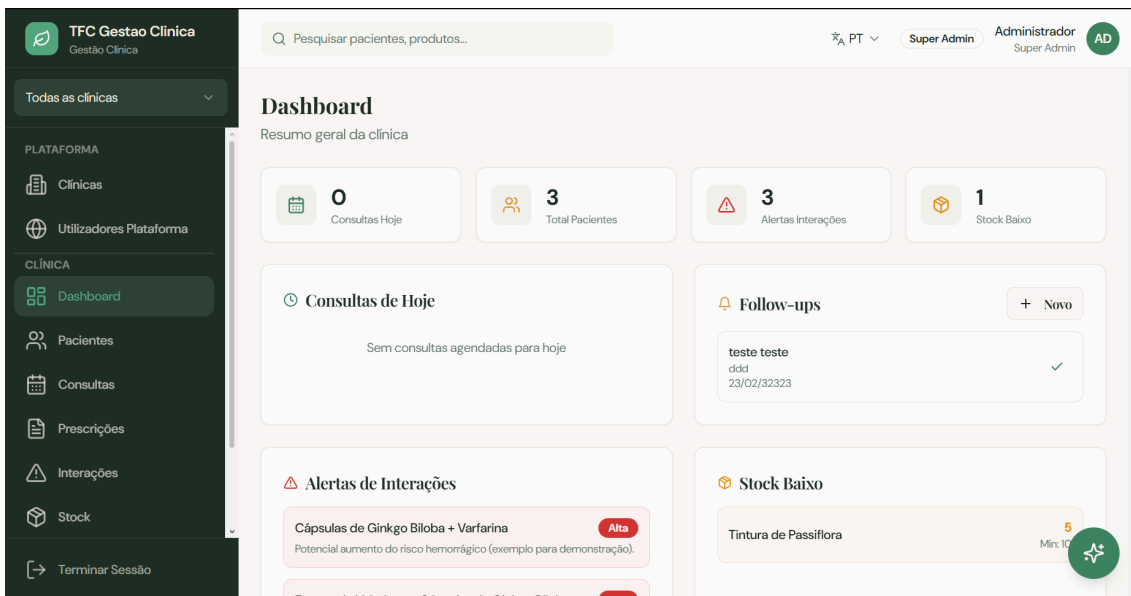 TFC Gestao Clinica
Gestão Clínica
Todas as clínicas
PLATAFORMA
Clínicas
Utilizadores Plataforma
CLÍNICA
Dashboard
Pacientes
Consultas
Prescrições
Interações
Stock
Terminar Sessão
Pesquisar pacientes, produtos...
PT
Super Admin
Administrador
Super Admin
AD
Dashboard
Resumo geral da clínica
0
Consultas Hoje
3
Total Pacientes
3
Alertas Interações
1
Stock Baixo
Consultas de Hoje
Sem consultas agendadas para hoje
Follow-ups
+ Novo
teste teste
ddd
23/02/32323
Alertas de Interações
Cápsulas de Ginkgo Biloba + Varfarina
Alta
Potencial aumento do risco hemorrágico (exemplo para demonstração).
Stock Baixo
Tintura de Passiflora
5
Min: 10